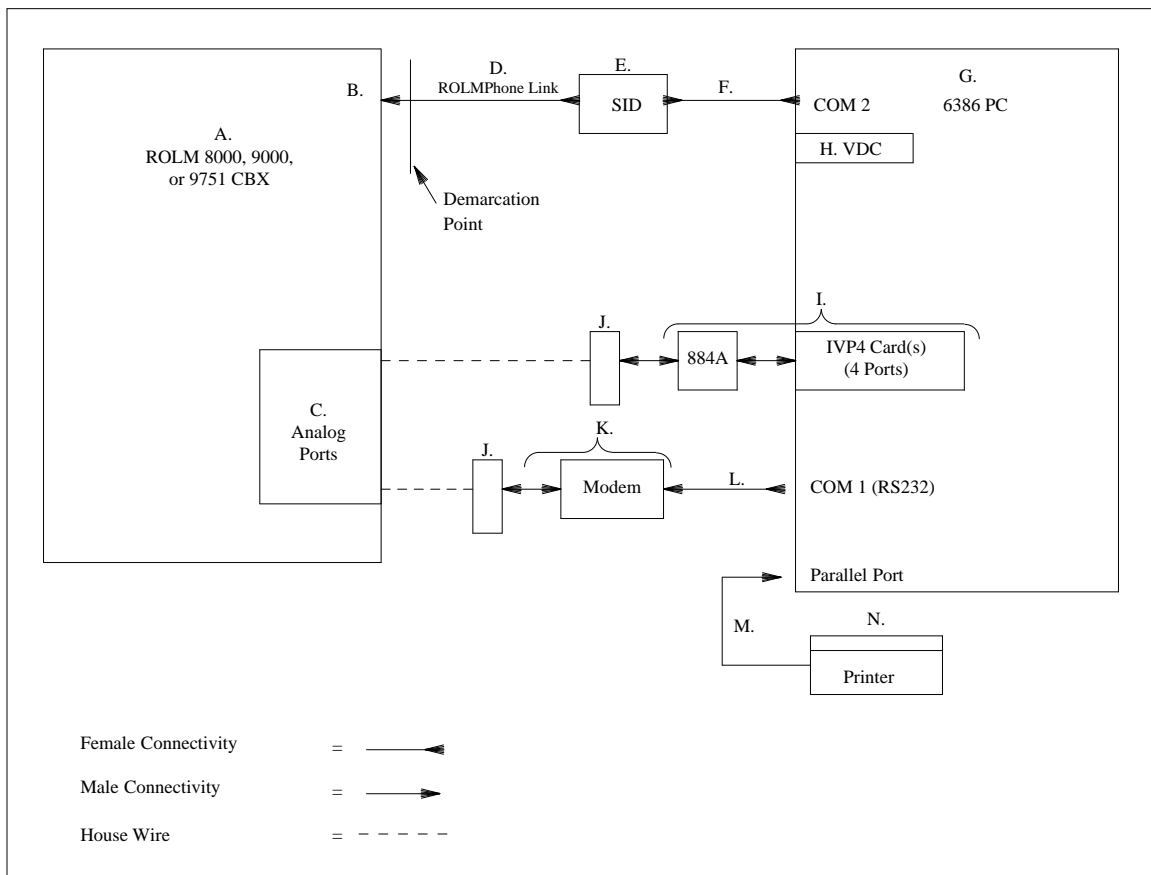 D.
E.
G.
B.
ROLMPhone Link
SID
F.
COM 2
6386 PC
A.
ROLM 8000, 9000,
or 9751 CBX
H. VDC
Demarcation
Point
I.
J.
884A
IVP4 Card(s)
(4 Ports)
C.
Analog
Ports
K.
J.
Modem
L.
COM 1 (RS232)
Parallel Port
M.
N.
Printer
Female Connectivity =
Male Connectivity =
House Wire =